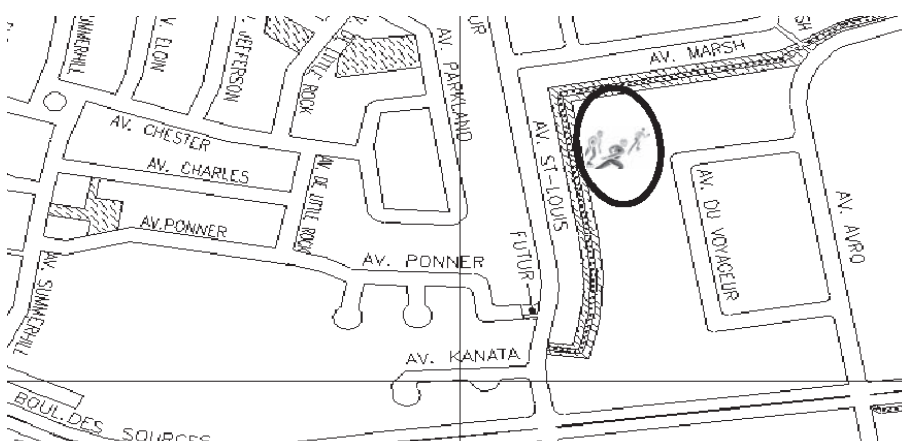 SUMMERHILL
AV. ELGIN
JEFFERSON
LITTLE ROCK
AV. PARKLAND
UR
AV. MARSH
SH
AV. CHESTER
AV. CHARLES
AV. DE LITTLE ROCK
AV. PONNER
AV. ST-LOUIS
AV. DU VOYAGEUR
AV. AVRO
AV. PONNER
FUTUR
AV. SUMMERHILL
AV. KANATA
BOUL. DES SOURCES